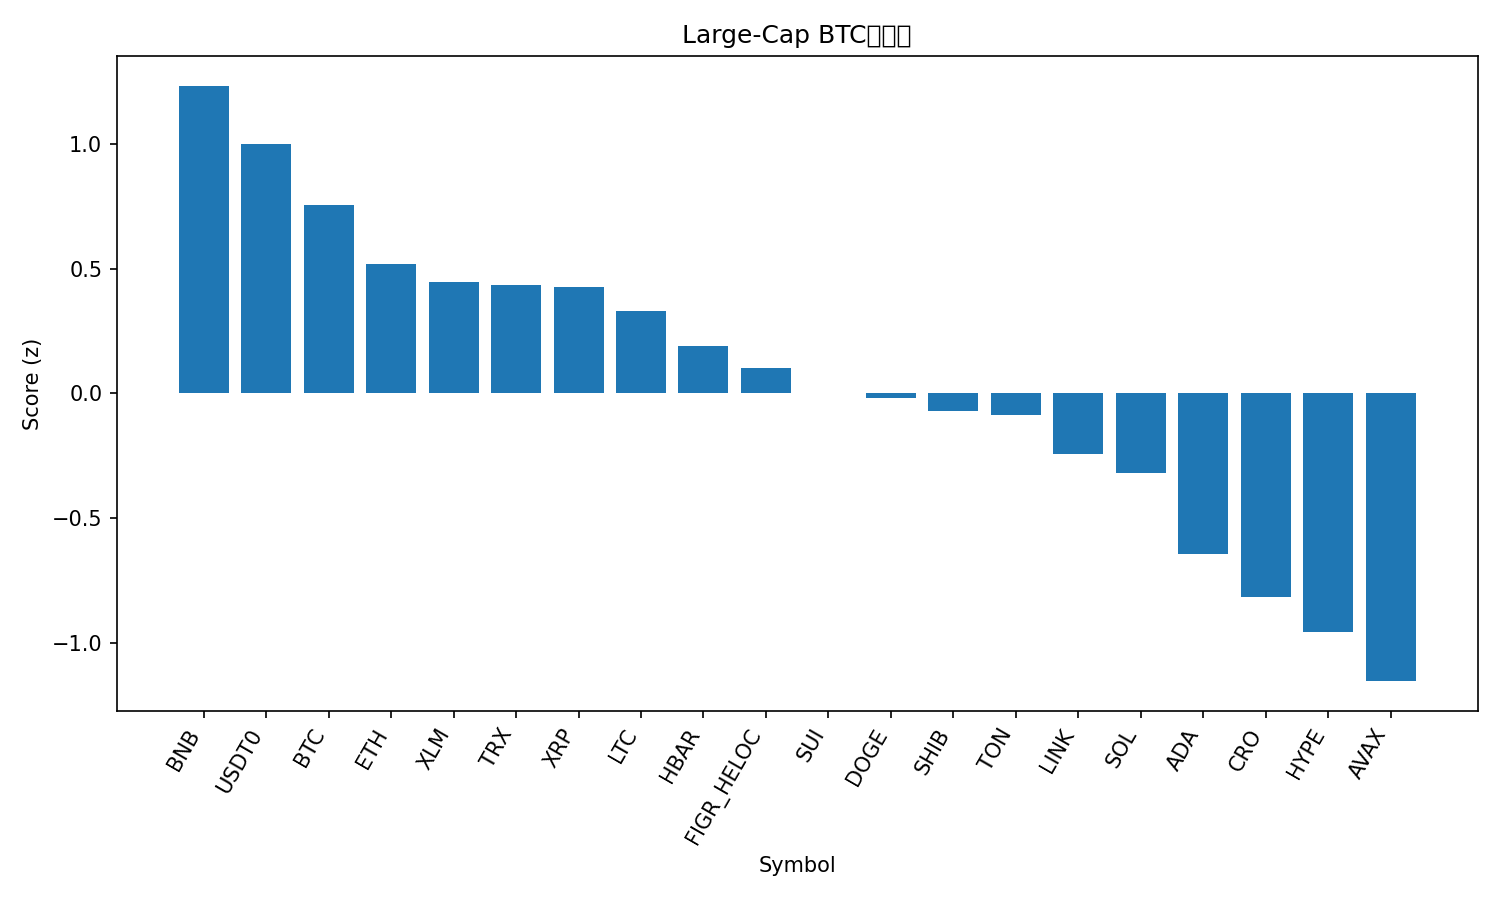 Large-Cap BTC
Score (z)
1.0
0.5
0.0
−0.5
−1.0
BNB
USDT0
BTC
ETH
XLM
TRX
XRP
LTC
HBAR
FIGR_HELOC
SUI
DOGE
SHIB
TON
LINK
SOL
ADA
CRO
HYPE
AVAX
Symbol